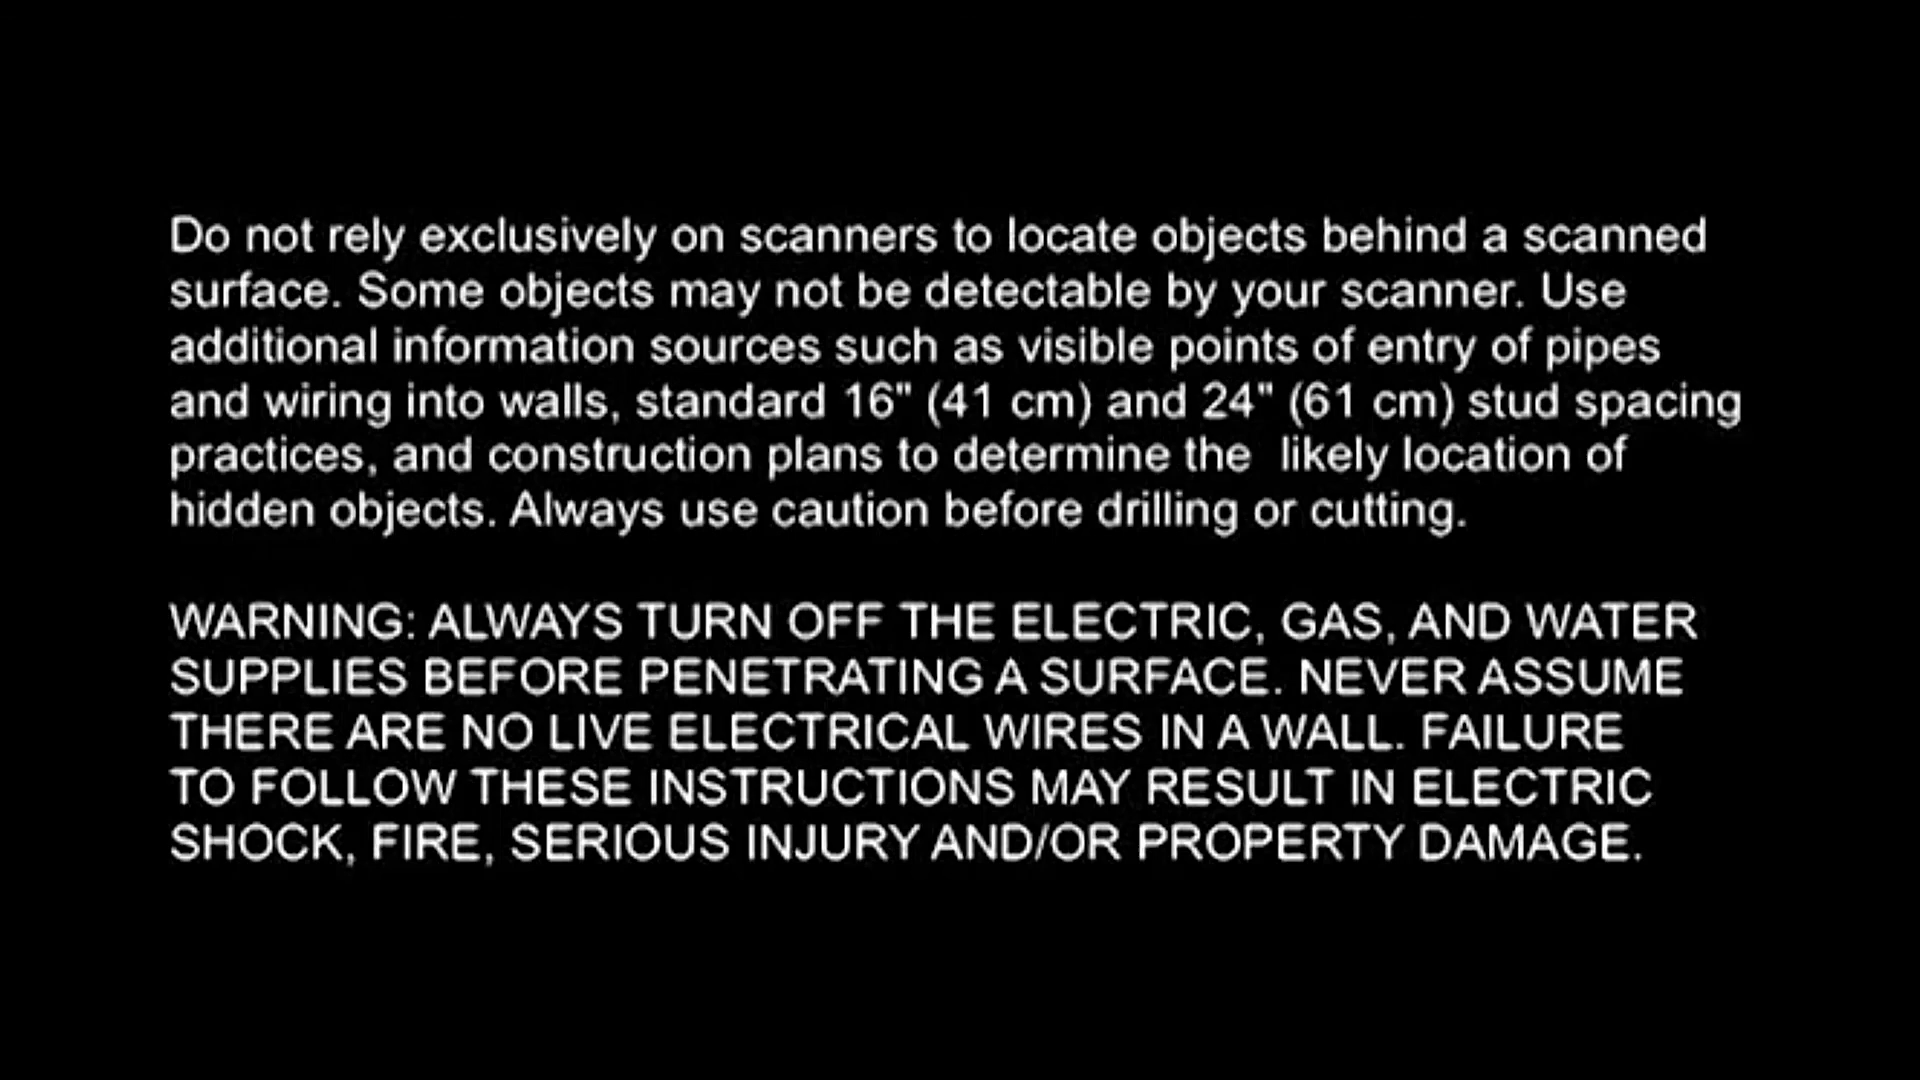 Do not rely exclusively on scanners to locate objects behind a scanned
surface. Some objects may not be detectable by your scanner. Use
additional information sources such as visible points of entry of pipes
and wiring into walls, standard 16" (41 cm) and 24" (61 cm) stud spacing
practices, and construction plans to determine the  likely location of
hidden objects. Always use caution before drilling or cutting.
WARNING: ALWAYS TURN OFF THE ELECTRIC, GAS, AND WATER
SUPPLIES BEFORE PENETRATING A SURFACE. NEVER ASSUME
THERE ARE NO LIVE ELECTRICAL WIRES IN A WALL. FAILURE
TO FOLLOW THESE INSTRUCTIONS MAY RESULT IN ELECTRIC
SHOCK, FIRE, SERIOUS INJURY AND/OR PROPERTY DAMAGE.